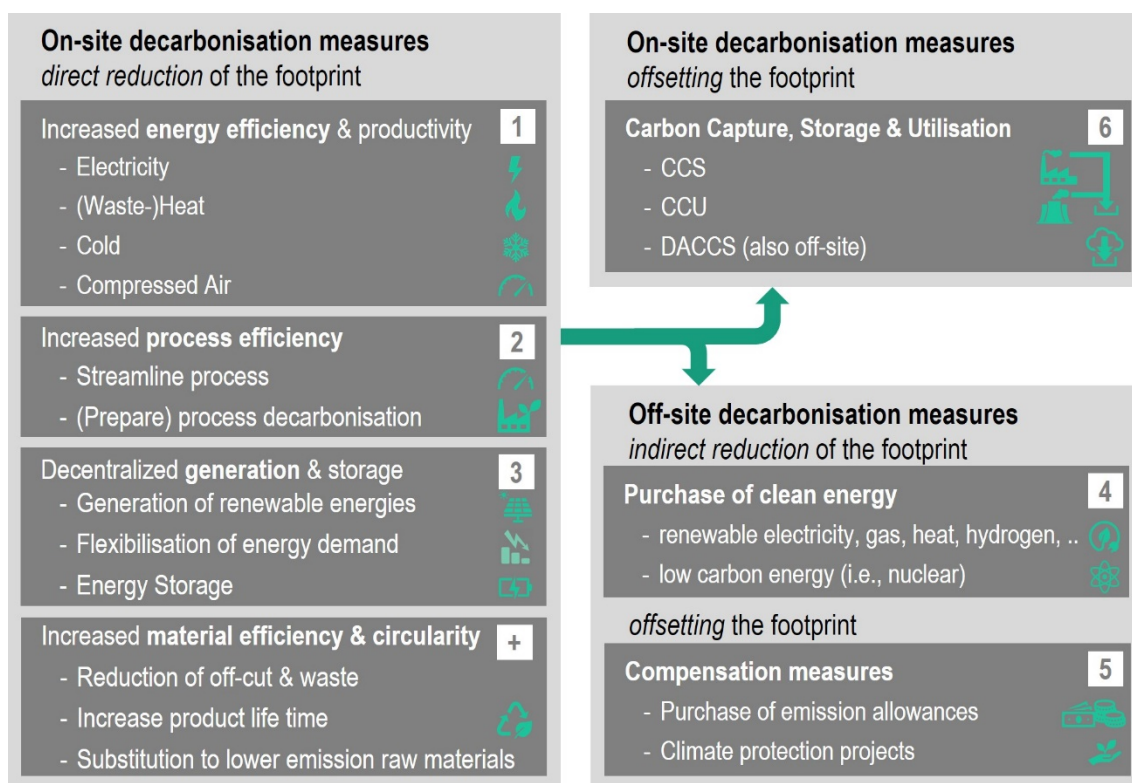 On-site decarbonisation measures
direct reduction of the footprint
Increased energy efficiency & productivity 1
- Electricity
- (Waste-)Heat
- Cold
- Compressed Air
Increased process efficiency 2
- Streamline process
- (Prepare) process decarbonisation
Decentralized generation & storage 3
- Generation of renewable energies
- Flexibilisation of energy demand
- Energy Storage
Increased material efficiency & circularity +
- Reduction of off-cut & waste
- Increase product life time
- Substitution to lower emission raw materials
On-site decarbonisation measures
offsetting the footprint
Carbon Capture, Storage & Utilisation 6
- CCS
- CCU
- DACCS (also off-site)
Off-site decarbonisation measures
indirect reduction of the footprint
Purchase of clean energy 4
- renewable electricity, gas, heat, hydrogen, ..
- low carbon energy (i.e., nuclear)
offsetting the footprint
Compensation measures 5
- Purchase of emission allowances
- Climate protection projects